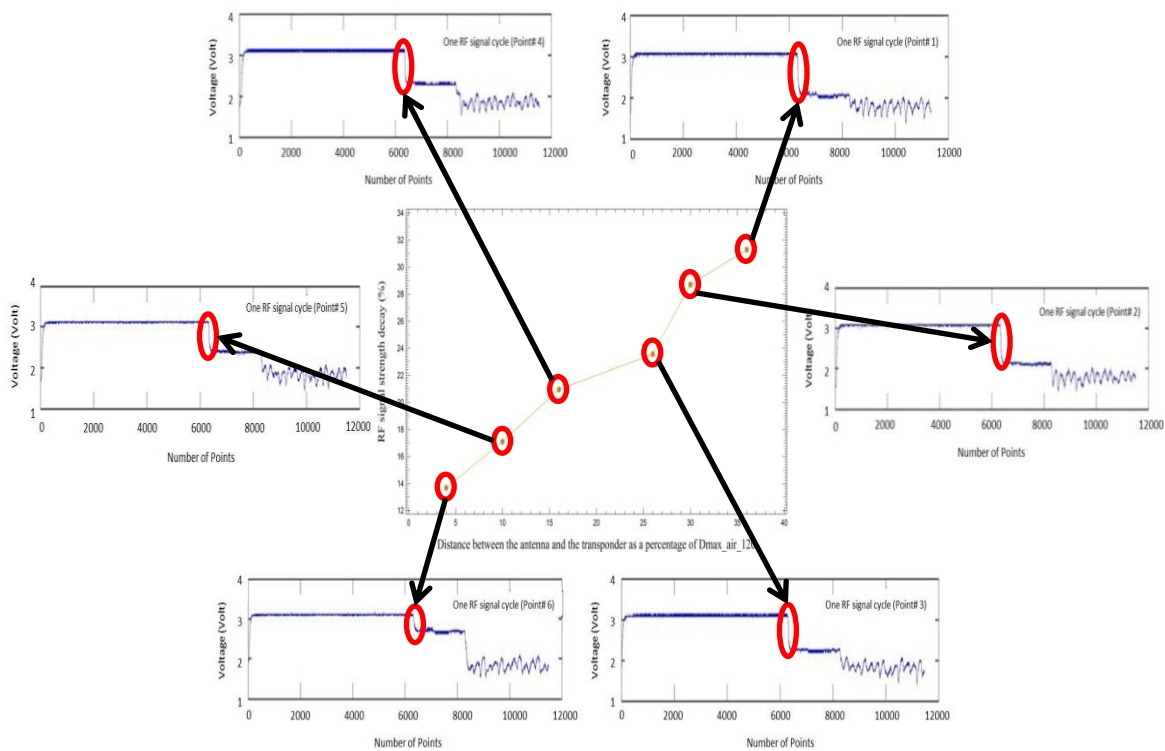 One RF signal cycle (Point# 4)
Voltage (Volt)
4
3
2
1
0 2000 4000 6000 8000 10000 12000
Number of Points
One RF signal cycle (Point# 1)
Voltage (Volt)
4
3
2
1
0 2000 4000 6000 8000 10000 12000
Number of Points
One RF signal cycle (Point# 5)
Voltage (Volt)
4
3
2
1
0 2000 4000 6000 8000 10000 12000
Number of Points
RF signal strength decay (%)
34
32
30
28
26
24
22
20
18
16
14
12
0 5 10 15 20 25 30 35 40
Distance between the antenna and the transponder as a percentage of Dmax_air_120
One RF signal cycle (Point# 2)
Voltage (Volt)
4
3
2
1
0 2000 4000 6000 8000 10000 12000
Number of Points
One RF signal cycle (Point# 6)
Voltage (Volt)
4
3
2
1
0 2000 4000 6000 8000 10000 12000
Number of Points
One RF signal cycle (Point# 3)
Voltage (Volt)
4
3
2
1
0 2000 4000 6000 8000 10000 12000
Number of Points